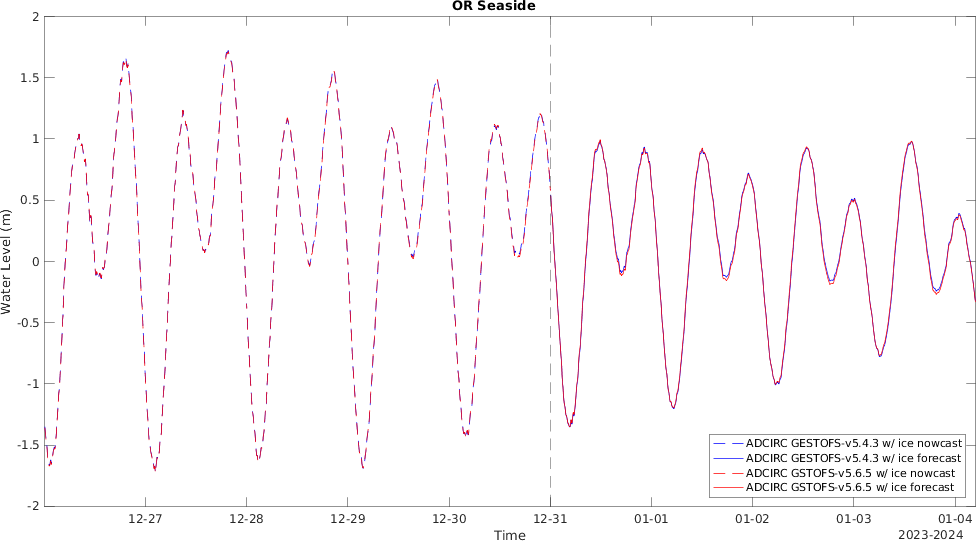 OR Seaside
2
1.5
1
0.5
0
-0.5
-1
-1.5
-2
Water Level (m)
12-27 12-28 12-29 12-30 12-31 01-01 01-02 01-03 01-04
Time
2023-2024
ADCIRC GESTOFS-v5.4.3 w/ ice nowcast
ADCIRC GESTOFS-v5.4.3 w/ ice forecast
ADCIRC GSTOFS-v5.6.5 w/ ice nowcast
ADCIRC GSTOFS-v5.6.5 w/ ice forecast